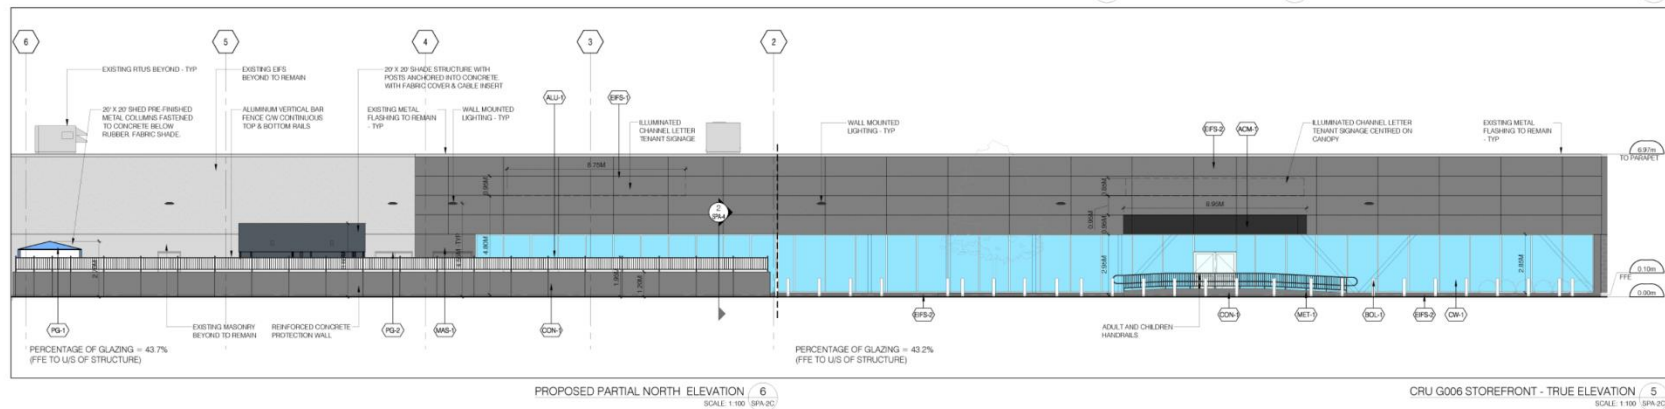 6
5
4
3
2
EXISTING RTU'S BEYOND - TYP
EXISTING EIFS
BEYOND TO REMAIN
20' X 20' SHADE STRUCTURE WITH
POSTS ANCHORED INTO CONCRETE
WITH FABRIC COVER & CABLE INSERT
20' X 20' SHED PRE-FINISHED
METAL COLUMNS FASTENED
TO CONCRETE BELOW
RUBBER FABRIC SHADE.
ALUMINUM VERTICAL BAR
FENCE C/W CONTINUOUS
TOP & BOTTOM RAILS
EXISTING METAL
FLASHING TO REMAIN
- TYP
WALL MOUNTED
LIGHTING - TYP
ALU-1
EIFS-1
ILLUMINATED
CHANNEL LETTER
TENANT SIGNAGE
WALL MOUNTED
LIGHTING - TYP
EIFS-2
ACM-1
ILLUMINATED CHANNEL LETTER
TENANT SIGNAGE CENTRED ON
CANOPY
EXISTING METAL
FLASHING TO REMAIN
- TYP
6.97m
TO PARAPET
2
SPA-4
2.85M
0.10m
FFE
0.00m
PG-1
EXISTING MASONRY
BEYOND TO REMAIN
REINFORCED CONCRETE
PROTECTION WALL
PG-2
MAS-1
CON-1
EIFS-2
ADULT AND CHILDREN
HANDRAILS
CON-1
MET-1
BOL-1
EIFS-2
CW-1
PERCENTAGE OF GLAZING = 43.7%
(FFE TO U/S OF STRUCTURE)
PERCENTAGE OF GLAZING = 43.2%
(FFE TO U/S OF STRUCTURE)
PROPOSED PARTIAL NORTH ELEVATION 6
SCALE: 1:100 SPA-2C
CRU G006 STOREFRONT - TRUE ELEVATION 5
SCALE: 1:100 SPA-2C